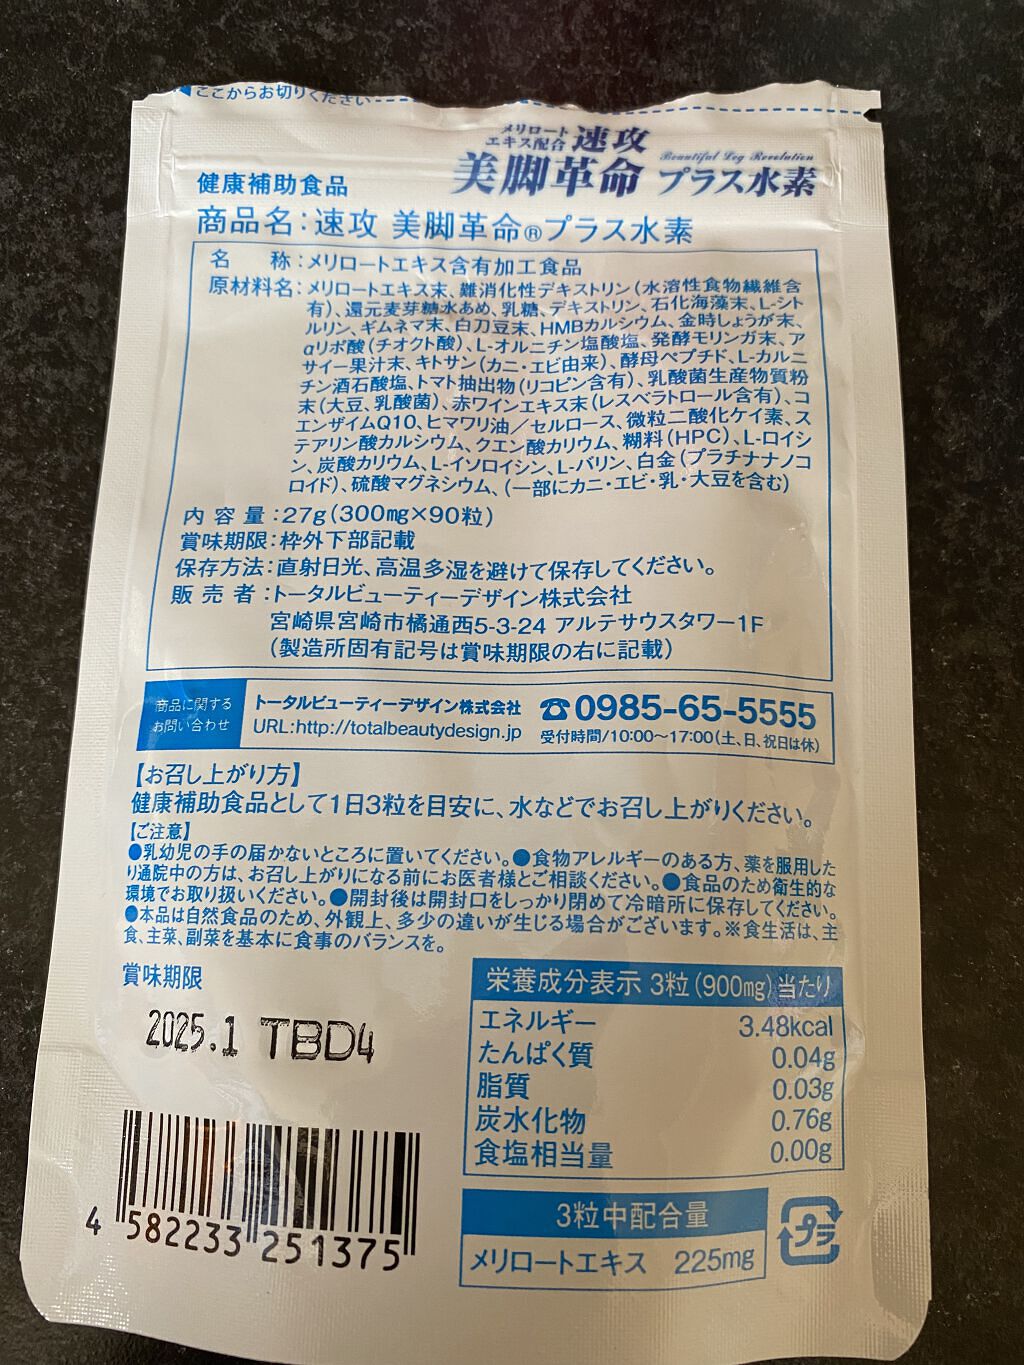 ここからお切りください
メリロート
エキス配合 速攻
美脚革命 プラス水素
Beautiful Leg Revolution
健康補助食品
商品名：速攻 美脚革命®プラス水素
名 称：メリロートエキス含有加工食品
原材料名：メリロートエキス末、難消化性デキストリン（水溶性食物繊維含
有）、還元麦芽糖水あめ、乳糖、デキストリン、石化海藻末、L-シト
ルリン、ギムネマ末、白刀豆末、HMBカルシウム、金時しょうが末、
αリポ酸（チオクト酸）、L-オルニチン塩酸塩、発酵モリンガ末、ア
サイー果汁末、キトサン（カニ・エビ由来）、酵母ペプチド、L-カルニ
チン酒石酸塩、トマト抽出物（リコピン含有）、乳酸菌生産物質粉
末（大豆、乳酸菌）、赤ワインエキス末（レスベラトロール含有）、コ
エンザイムQ10、ヒマワリ油／セルロース、微粒二酸化ケイ素、ス
テアリン酸カルシウム、クエン酸カリウム、糊料（HPC）、L-ロイシ
ン、炭酸カリウム、L-イソロイシン、L-バリン、白金（プラチナナノコ
ロイド）、硫酸マグネシウム、（一部にカニ・エビ・乳・大豆を含む）
内容量：27g（300mg×90粒）
賞味期限：枠外下部記載
保存方法：直射日光、高温多湿を避けて保存してください。
販売者：トータルビューティーデザイン株式会社
宮崎県宮崎市橘通西5-3-24 アルテサウスタワー1F
（製造所固有記号は賞味期限の右に記載）
商品に関する
お問い合わせ
トータルビューティーデザイン株式会社 ☎0985-65-5555
URL:http://totalbeautydesign.jp 受付時間/10:00～17:00（土、日、祝日は休）
【お召し上がり方】
健康補助食品として1日3粒を目安に、水などでお召し上がりください。
【ご注意】
●乳幼児の手の届かないところに置いてください。●食物アレルギーのある方、薬を服用した
り通院中の方は、お召し上がりになる前にお医者様とご相談ください。●食品のため衛生的な
環境でお取り扱いください。●開封後は開封口をしっかり閉めて冷暗所に保存してください。
●本品は自然食品のため、外観上、多少の違いが生じる場合がございます。※食生活は、主
食、主菜、副菜を基本に食事のバランスを。
賞味期限
2025.1 TBD4
栄養成分表示 3粒（900mg）当たり
エネルギー 3.48kcal
たんぱく質 0.04g
脂質 0.03g
炭水化物 0.76g
食塩相当量 0.00g
3粒中配合量
メリロートエキス 225mg
プラ
4 582233 251375